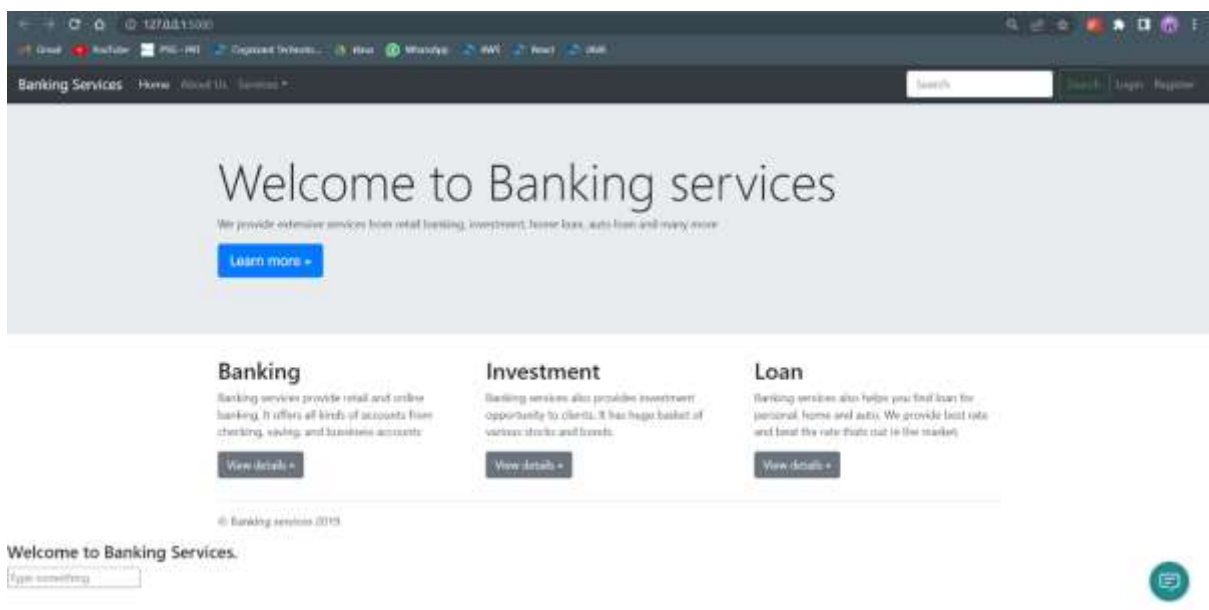 127.0.0.1:5000
Gmail YouTube WhatsApp AWS React
Banking Services Home About Us Services Search Search Login Register
Welcome to Banking services
We provide extensive services from retail banking, investment, home loan, auto loan and many more
Learn more »
Banking
Banking services provide retail and online
banking. It offers all kinds of accounts from
checking, saving, and business accounts
View details »
Investment
Banking services also provides investment
opportunity to clients. It has huge basket of
various stocks and bonds.
View details »
Loan
Banking services also helps you find loan for
personal, home and auto. We provide best rate
and beat the rate thats out in the market.
View details »
© Banking services 2019
Welcome to Banking Services.
Type something